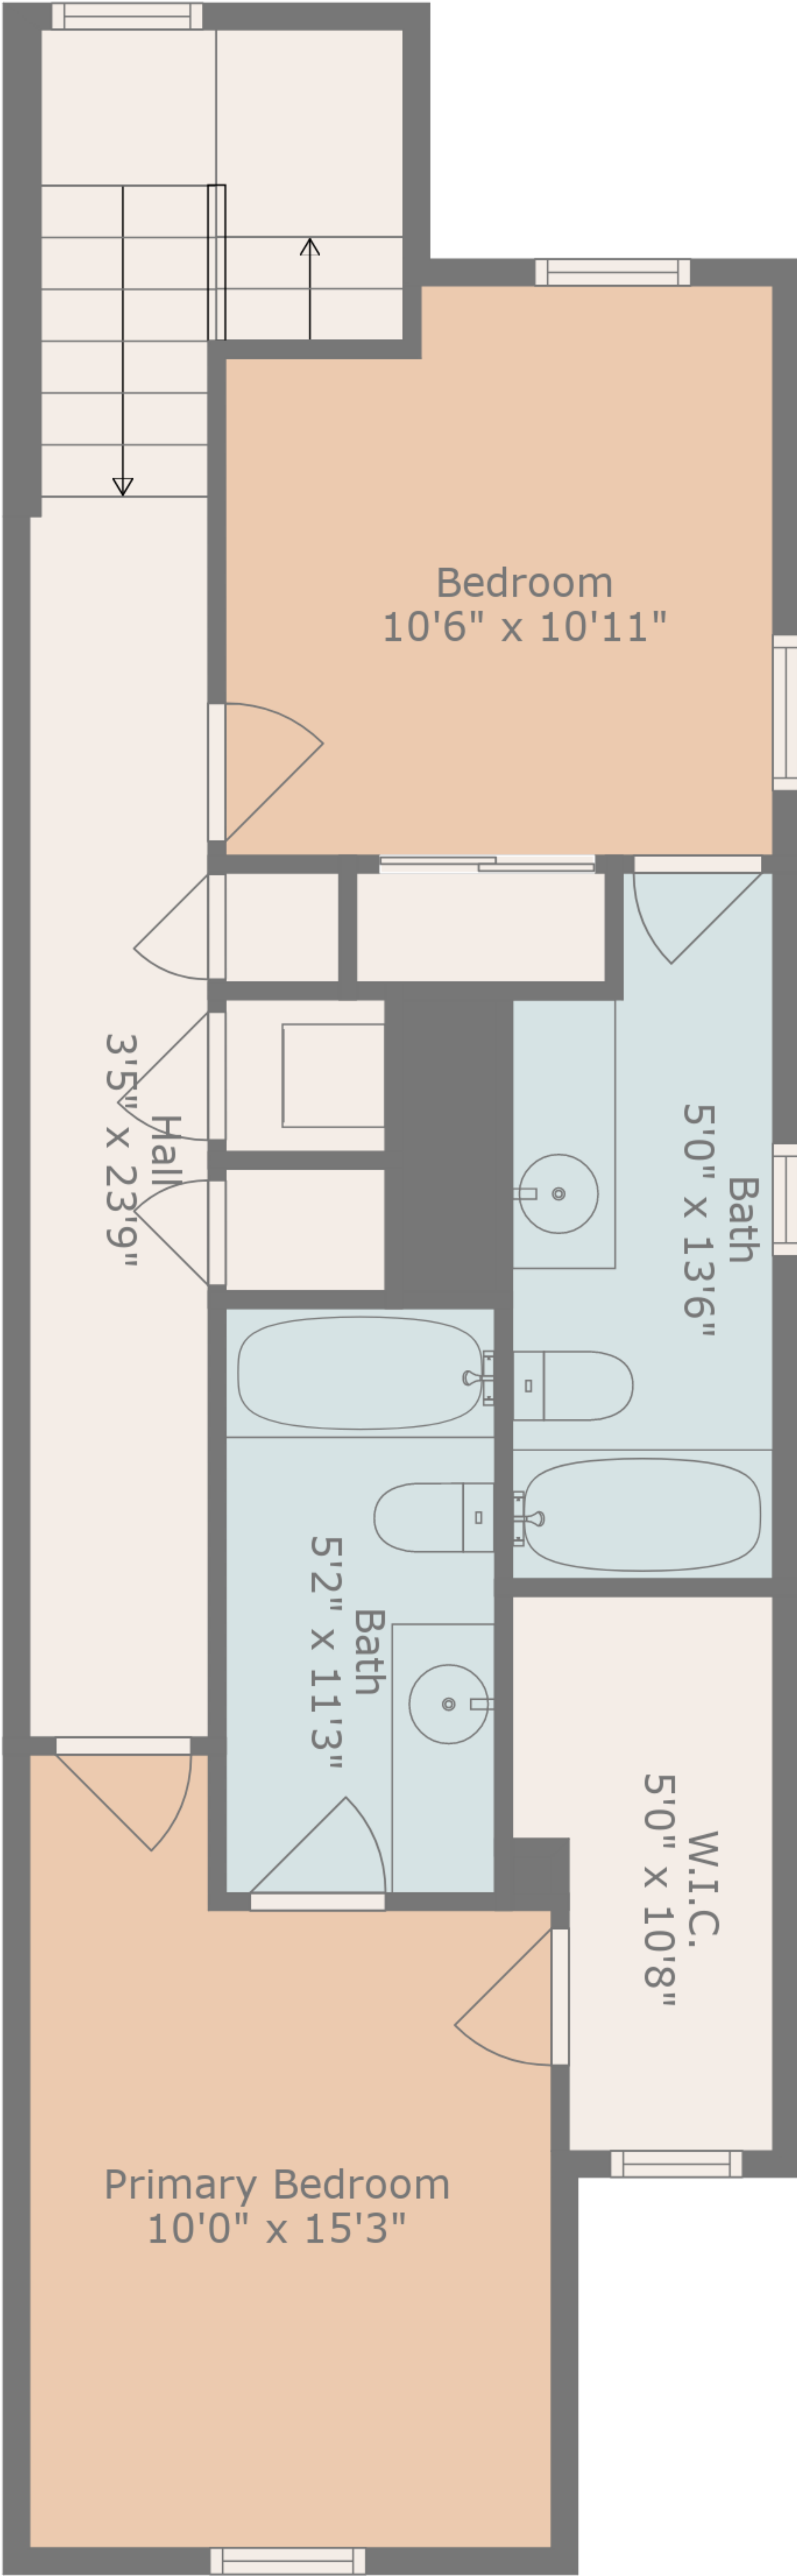 Bedroom
10'6" x 10'11"
Hall
3'5" x 23'9"
Bath
5'0" x 13'6"
Bath
5'2" x 11'3"
W.I.C.
5'0" x 10'8"
Primary Bedroom
10'0" x 15'3"